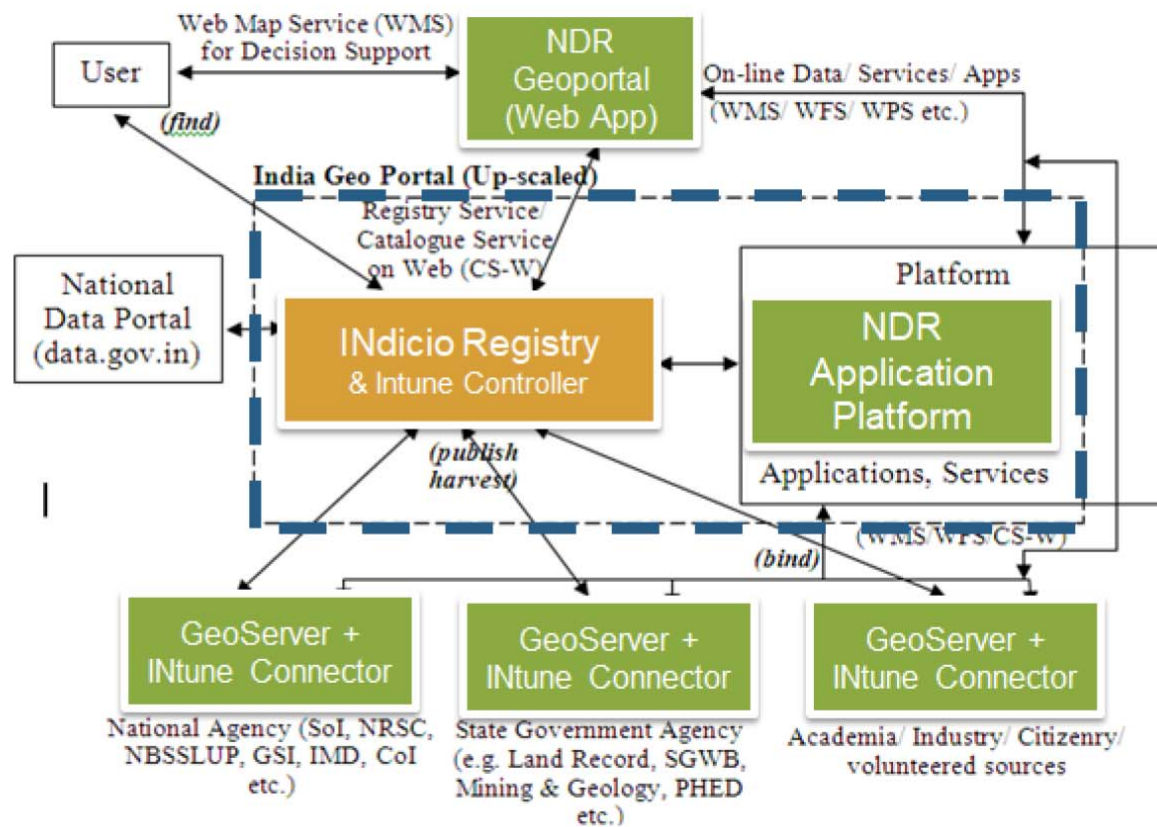 Web Map Service (WMS)
for Decision Support
User
NDR
Geoportal
(Web App)
On-line Data/ Services/ Apps
(WMS/ WFS/ WPS etc.)
(find)
India Geo Portal (Up-scaled)
Registry Service/
Catalogue Service
on Web (CS-W)
National
Data Portal
(data.gov.in)
INdicio Registry
& Intune Controller
Platform
NDR
Application
Platform
Applications, Services
(publish
harvest)
(WMS/WFS/CS-W)
(bind)
GeoServer +
INtune Connector
National Agency (SoI, NRSC,
NBSSLUP, GSI, IMD, CoI
etc.)
GeoServer +
INtune Connector
State Government Agency
(e.g. Land Record, SGWB,
Mining & Geology, PHED
etc.)
GeoServer +
INtune Connector
Academia/ Industry/ Citizenry/
volunteered sources